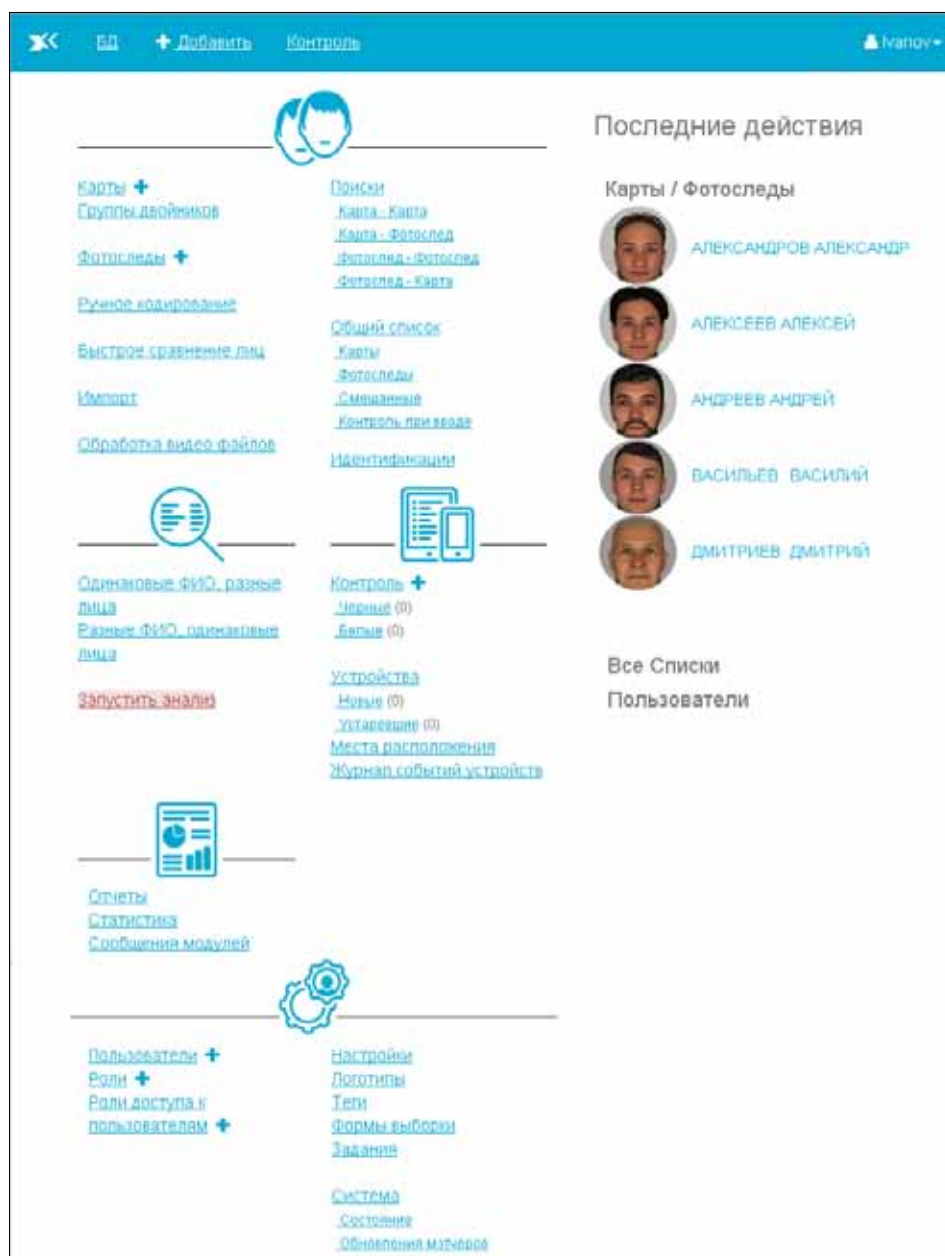 БД
Добавить
Контроль
Ivanov
Карты
Группы двойников
Фотоследы
Ручное кодирование
Быстрое сравнение лиц
Импорт
Обработка видео файлов
Поиски
Карта - Карта
Карта - Фотослед
Фотослед - Фотослед
Фотослед - Карта
Общий список
Карты
Фотоследы
Смешанные
Контроль при вводе
Идентификации
Одинаковые ФИО, разные
лица
Разные ФИО, одинаковые
лица
Запустить анализ
Контроль
Черные (0)
Белые (0)
Устройства
Новые (0)
Устаревшие (0)
Места расположения
Журнал событий устройств
Отчеты
Статистика
Сообщения модулей
Пользователи
Роли
Роли доступа к
пользователям
Настройки
Логотипы
Теги
Формы выборки
Задания
Система
Состояние
Обновления матчеров
Последние действия
Карты / Фотоследы
АЛЕКСАНДРОВ АЛЕКСАНДР
АЛЕКСЕЕВ АЛЕКСЕЙ
АНДРЕЕВ АНДРЕЙ
ВАСИЛЬЕВ ВАСИЛИЙ
ДМИТРИЕВ ДМИТРИЙ
Все Списки
Пользователи